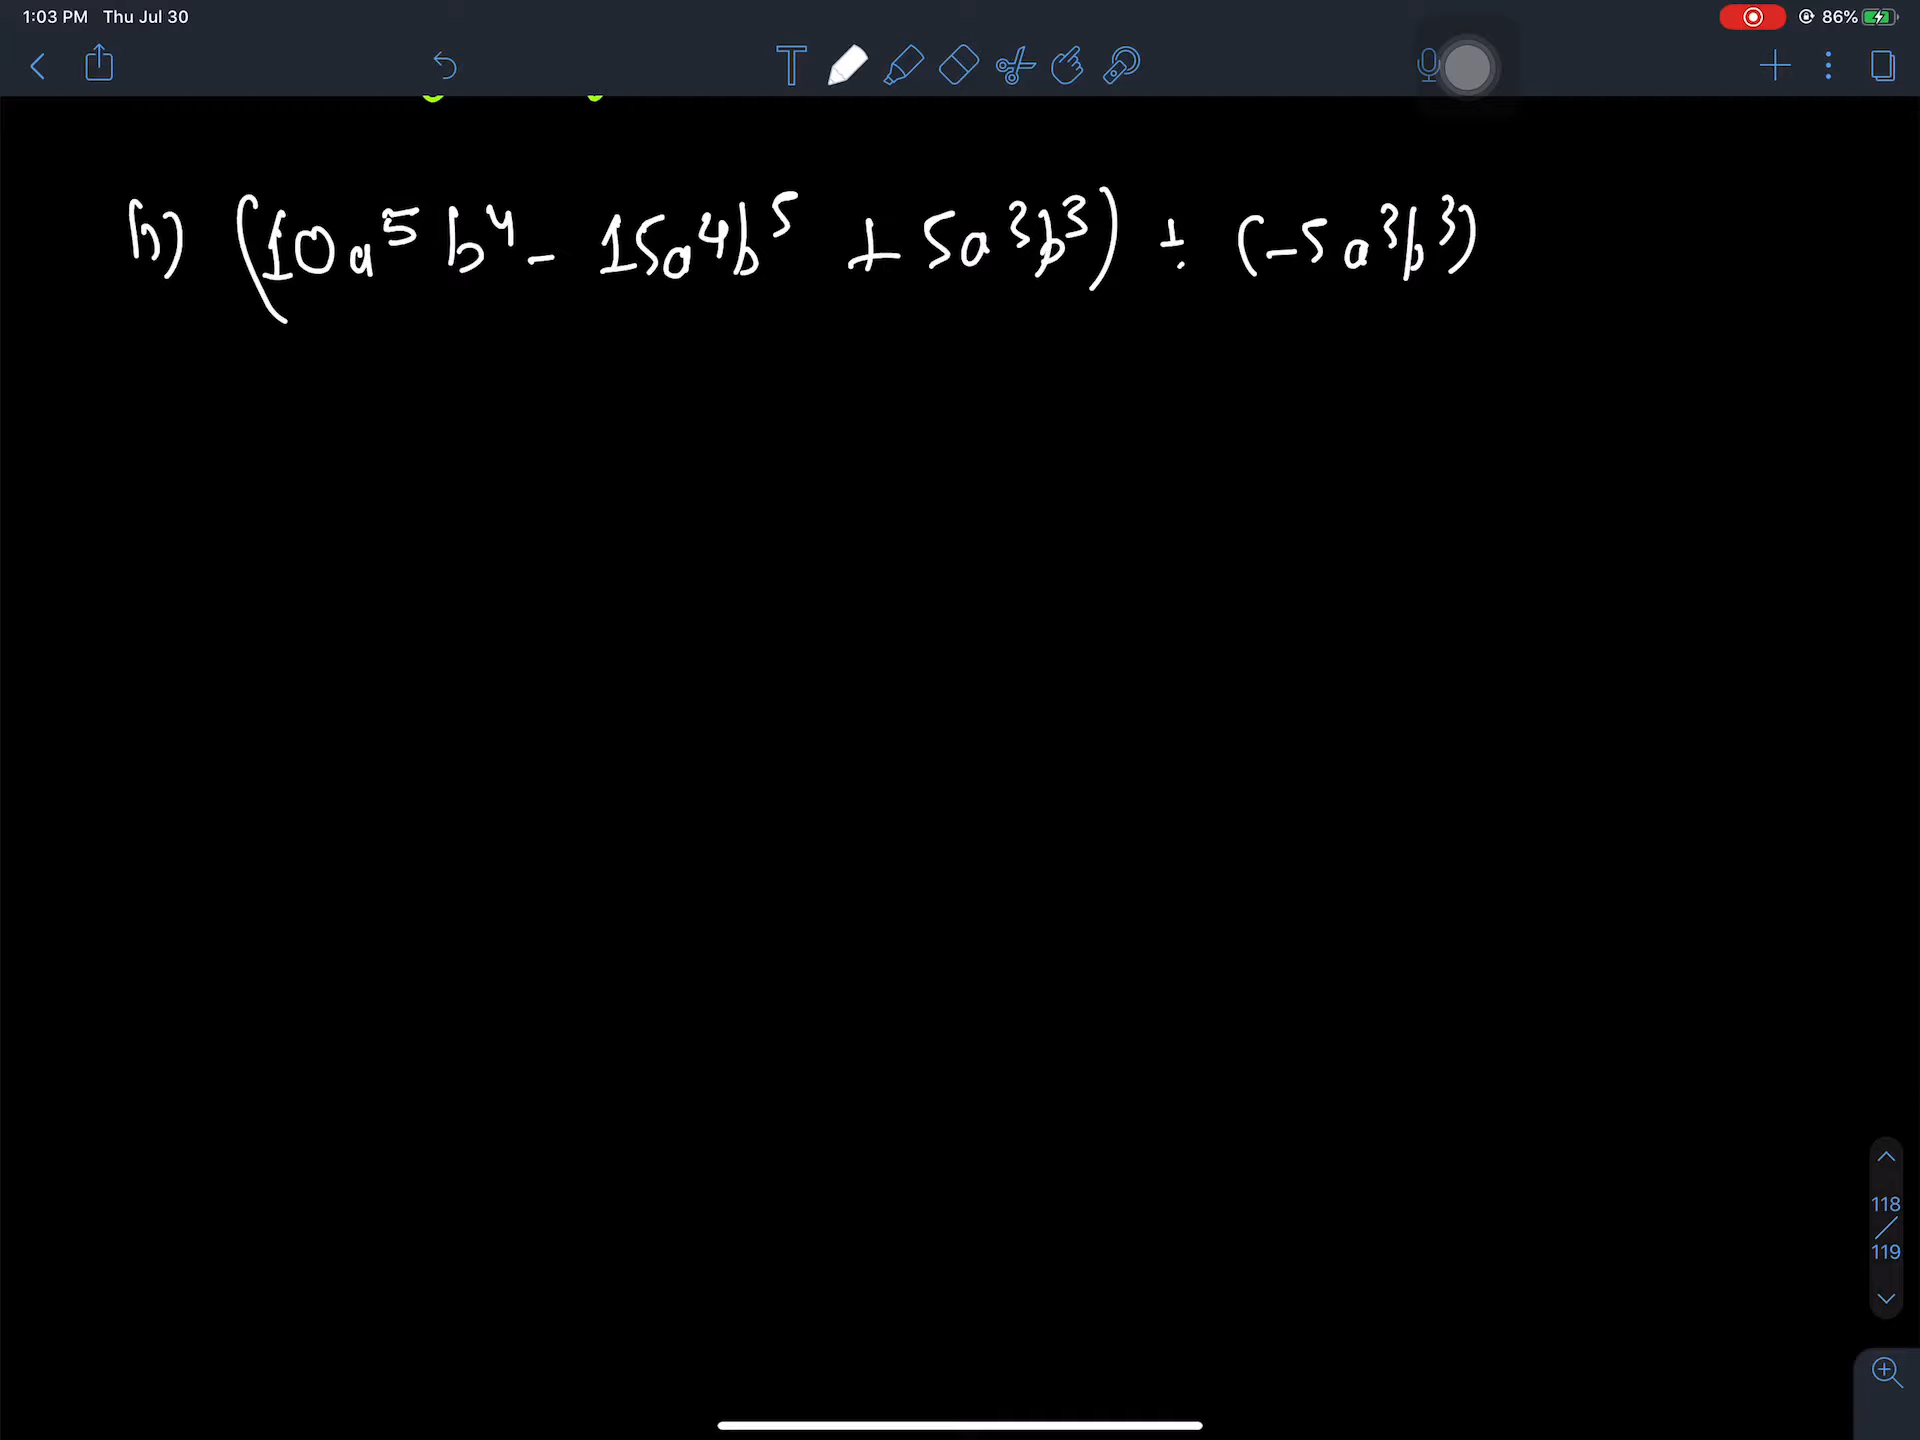 1:03 PM Thu Jul 30
86%
h) (10a⁵b⁴ - 15a⁴b⁵ + 5a³b³) ÷ (-5a³b³)
118
119